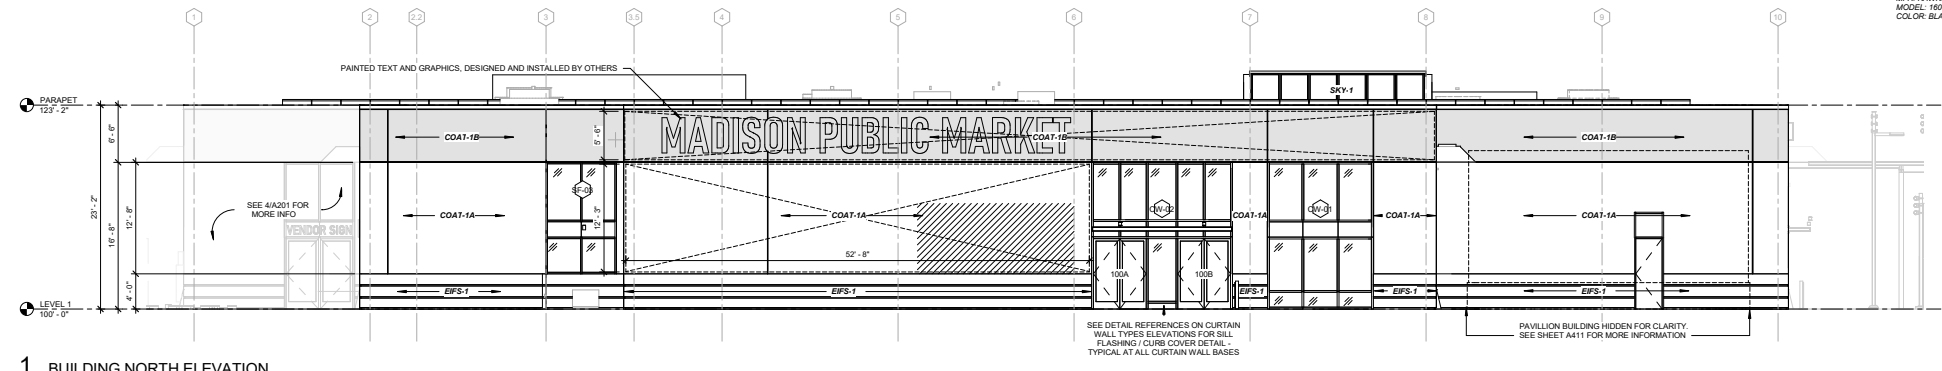 1 2 2.2 3 3.5 4 5 6 7 8 9 10
MODEL: 160
COLOR: BLA
PAINTED TEXT AND GRAPHICS, DESIGNED AND INSTALLED BY OTHERS
SKY-1
PARAPET
123' - 2"
6' - 6"
COAT-1B
5' - 6"
MADISON PUBLIC MARKET
COAT-1B
COAT-1B
23' - 2"
16' - 8"
12' - 8"
SEE 4/A201 FOR
MORE INFO
VENDOR SIGN
COAT-1A
SF-03
12' - 3"
COAT-1A
52' - 8"
CW-02
COAT-1A
CW-01
COAT-1A
COAT-1A
100A
100B
4' - 0"
EIFS-1
EIFS-1
EIFS-1
EIFS-1
EIFS-1
LEVEL 1
100' - 0"
SEE DETAIL REFERENCES ON CURTAIN
WALL TYPES ELEVATIONS FOR SILL
FLASHING / CURB COVER DETAIL -
TYPICAL AT ALL CURTAIN WALL BASES
PAVILLION BUILDING HIDDEN FOR CLARITY.
SEE SHEET A411 FOR MORE INFORMATION
1 BUILDING NORTH ELEVATION